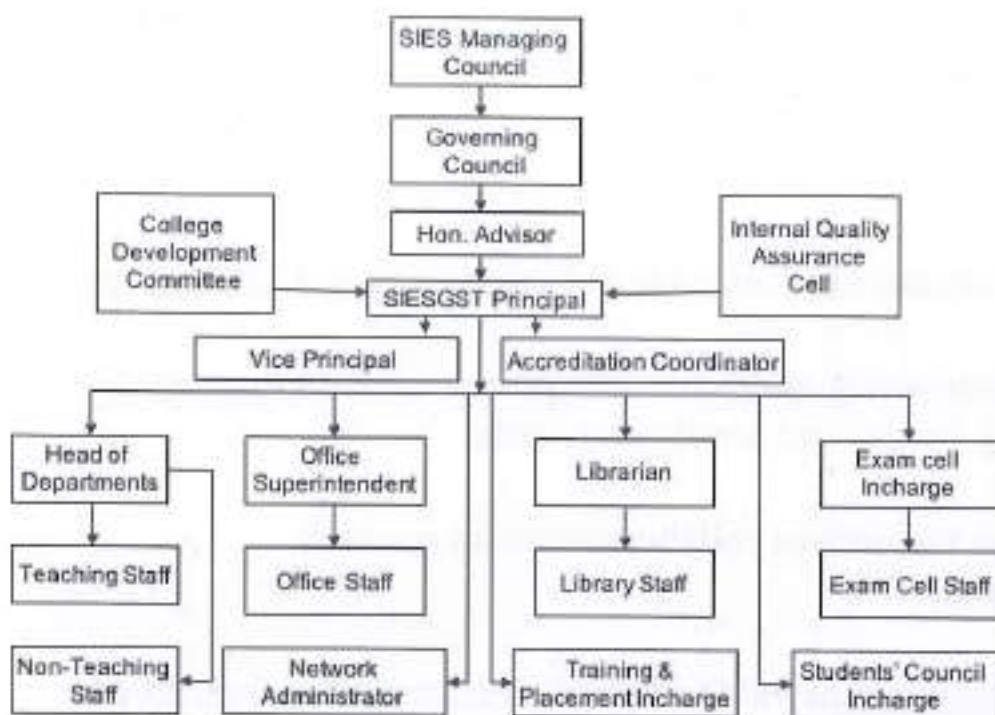 SIES Managing
Council
Governing
Council
College
Development
Committee
Hon. Advisor
Internal Quality
Assurance
Cell
SIESGST Principal
Vice Principal
Accreditation Coordinator
Head of
Departments
Office
Superintendent
Librarian
Exam cell
Incharge
Teaching Staff
Office Staff
Library Staff
Exam Cell Staff
Non-Teaching
Staff
Network
Administrator
Training &
Placement Incharge
Students' Council
Incharge